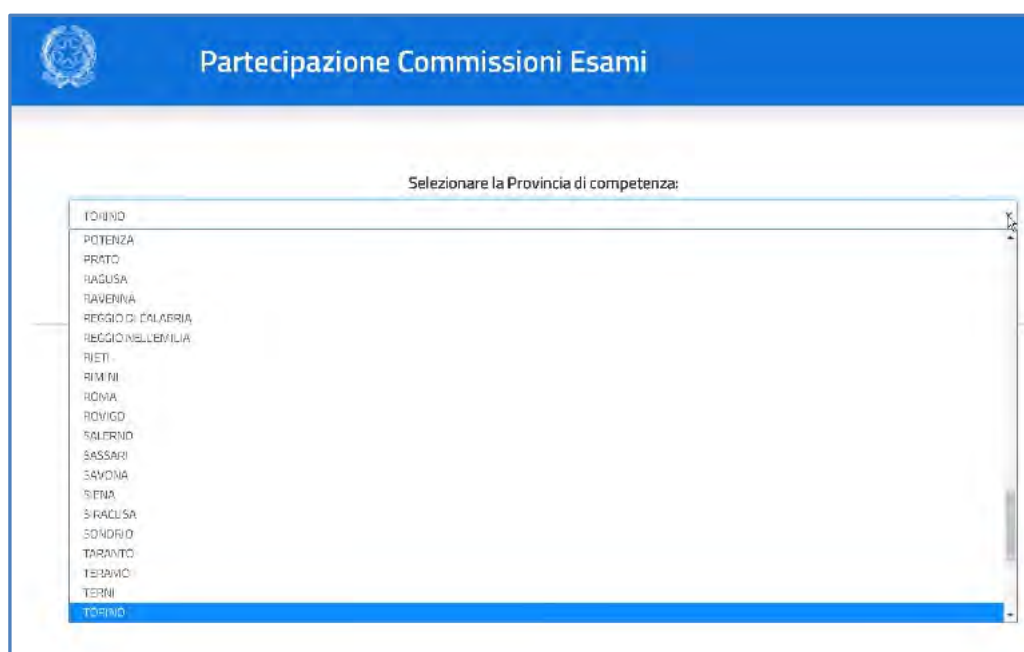 Partecipazione Commissioni Esami
Selezionare la Provincia di competenza:
TORINO
POTENZA
PRATO
RAGUSA
RAVENNA
REGGIO DI CALABRIA
REGGIO NELL'EMILIA
RIETI
RIMINI
ROMA
ROVIGO
SALERNO
SASSARI
SAVONA
SIENA
SIRACUSA
SONDRIO
TARANTO
TERAMO
TERNI
TORINO